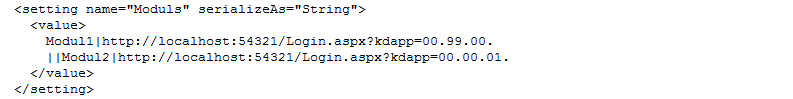 <setting name="Moduls" serializeAs="String">
<value>
Modul1|http://localhost:54321/Login.aspx?kdapp=00.99.00.
||Modul2|http://localhost:54321/Login.aspx?kdapp=00.00.01.
</value>
</setting>